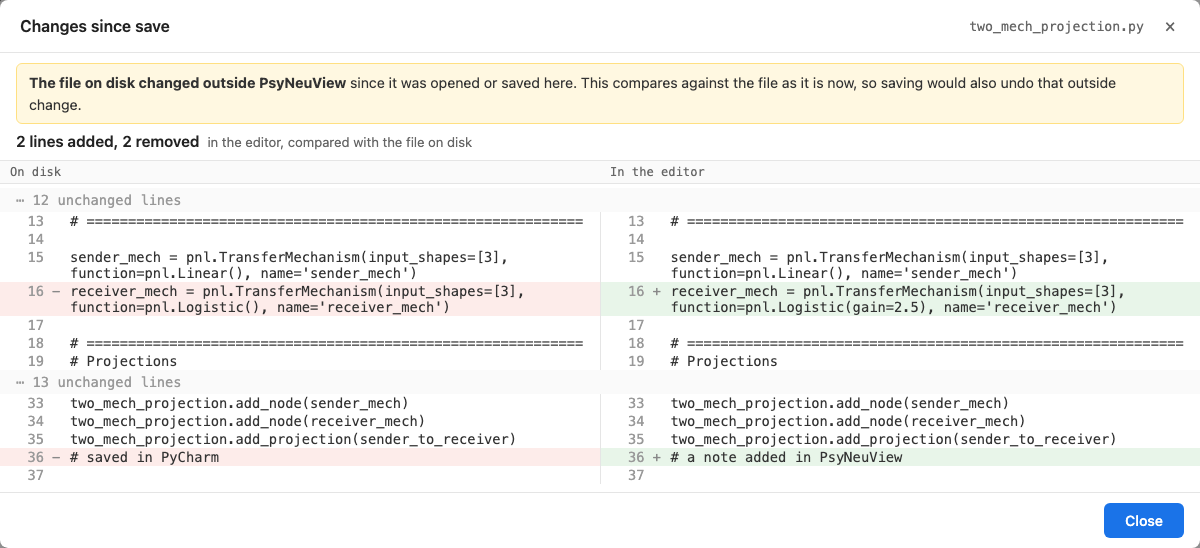 Changes since save
two_mech_projection.py ×
The file on disk changed outside PsyNeuView since it was opened or saved here. This compares against the file as it is now, so saving would also undo that outside
change.
2 lines added, 2 removed in the editor, compared with the file on disk
On disk
In the editor
⋯ 12 unchanged lines
13 # ============================================================
13 # ============================================================
14
14
15 sender_mech = pnl.TransferMechanism(input_shapes=[3],
function=pnl.Linear(), name='sender_mech')
15 sender_mech = pnl.TransferMechanism(input_shapes=[3],
function=pnl.Linear(), name='sender_mech')
16 − receiver_mech = pnl.TransferMechanism(input_shapes=[3],
function=pnl.Logistic(), name='receiver_mech')
16 + receiver_mech = pnl.TransferMechanism(input_shapes=[3],
function=pnl.Logistic(gain=2.5), name='receiver_mech')
17
17
18 # ============================================================
18 # ============================================================
19 # Projections
19 # Projections
⋯ 13 unchanged lines
33 two_mech_projection.add_node(sender_mech)
33 two_mech_projection.add_node(sender_mech)
34 two_mech_projection.add_node(receiver_mech)
34 two_mech_projection.add_node(receiver_mech)
35 two_mech_projection.add_projection(sender_to_receiver)
35 two_mech_projection.add_projection(sender_to_receiver)
36 − # saved in PyCharm
36 + # a note added in PsyNeuView
37
37
Close